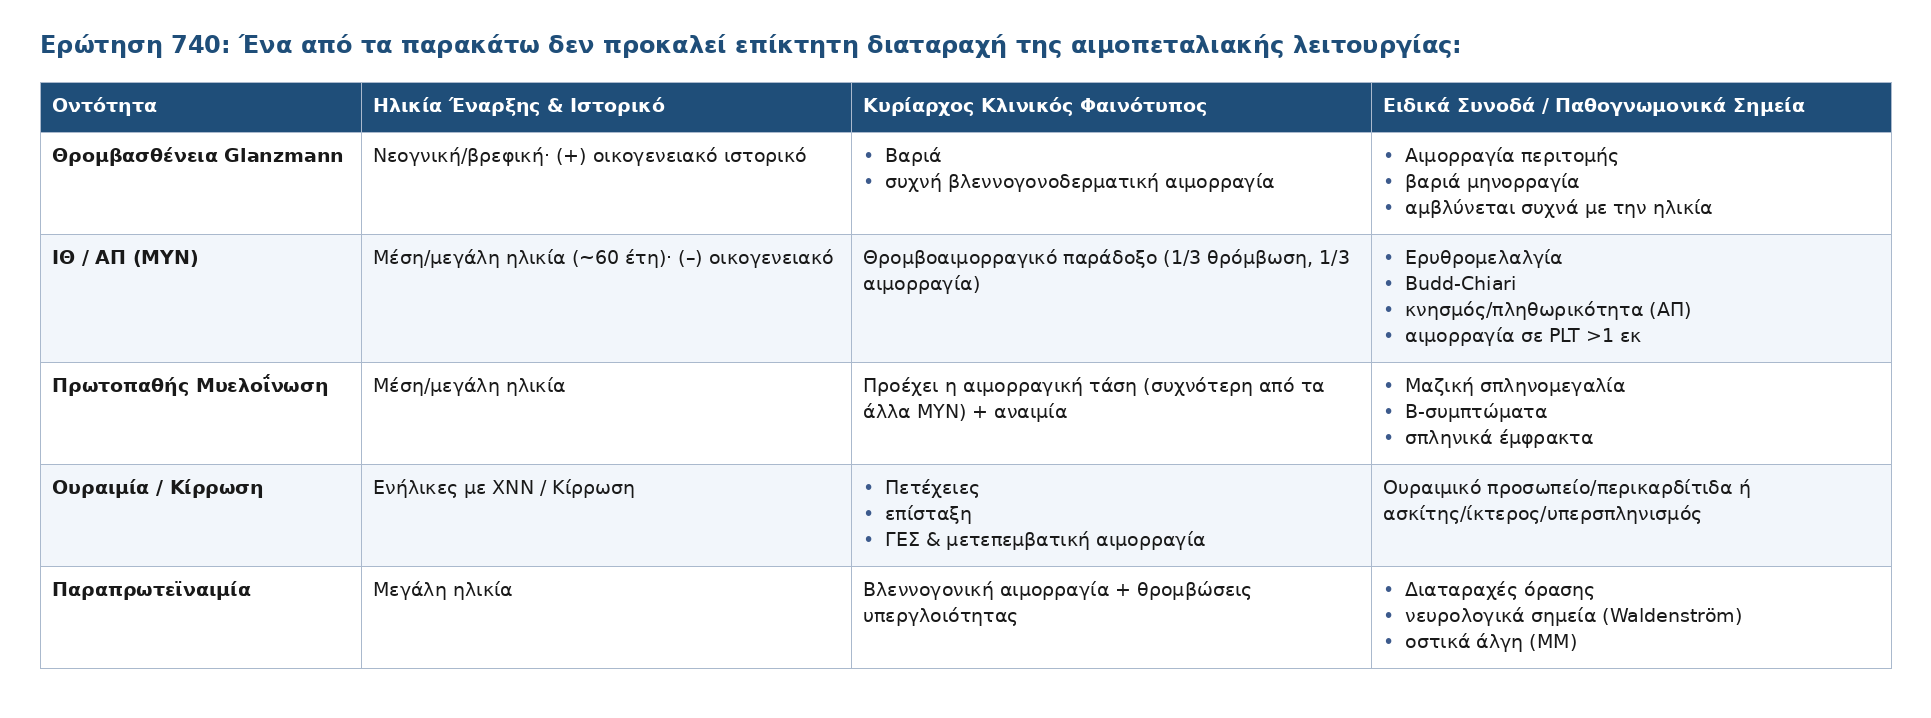 Ερώτηση 740: Ένα από τα παρακάτω δεν προκαλεί επίκτητη διαταραχή της αιμοπεταλιακής λειτουργίας:
Οντότητα
Ηλικία Έναρξης & Ιστορικό
Κυρίαρχος Κλινικός Φαινότυπος
Ειδικά Συνοδά / Παθογνωμονικά Σημεία
Θρομβασθένεια Glanzmann
Νεογνική/βρεφική· (+) οικογενειακό ιστορικό
• Βαριά
• συχνή βλεννογονοδερματική αιμορραγία
• Αιμορραγία περιτομής
• βαριά μηνορραγία
• αμβλύνεται συχνά με την ηλικία
ΙΘ / ΑΠ (ΜΥΝ)
Μέση/μεγάλη ηλικία (~60 έτη)· (–) οικογενειακό
Θρομβοαιμορραγικό παράδοξο (1/3 θρόμβωση, 1/3
αιμορραγία)
• Ερυθρομελαλγία
• Budd-Chiari
• κνησμός/πληθωρικότητα (ΑΠ)
• αιμορραγία σε PLT >1 εκ
Πρωτοπαθής Μυελοΐνωση
Μέση/μεγάλη ηλικία
Προέχει η αιμορραγική τάση (συχνότερη από τα
άλλα ΜΥΝ) + αναιμία
• Μαζική σπληνομεγαλία
• Β-συμπτώματα
• σπληνικά έμφρακτα
Ουραιμία / Κίρρωση
Ενήλικες με ΧΝΝ / Κίρρωση
• Πετέχειες
• επίσταξη
• ΓΕΣ & μετεπεμβατική αιμορραγία
Ουραιμικό προσωπείο/περικαρδίτιδα ή
ασκίτης/ίκτερος/υπερσπληνισμός
Παραπρωτεϊναιμία
Μεγάλη ηλικία
Βλεννογονική αιμορραγία + θρομβώσεις
υπεργλοιότητας
• Διαταραχές όρασης
• νευρολογικά σημεία (Waldenström)
• οστικά άλγη (ΜΜ)